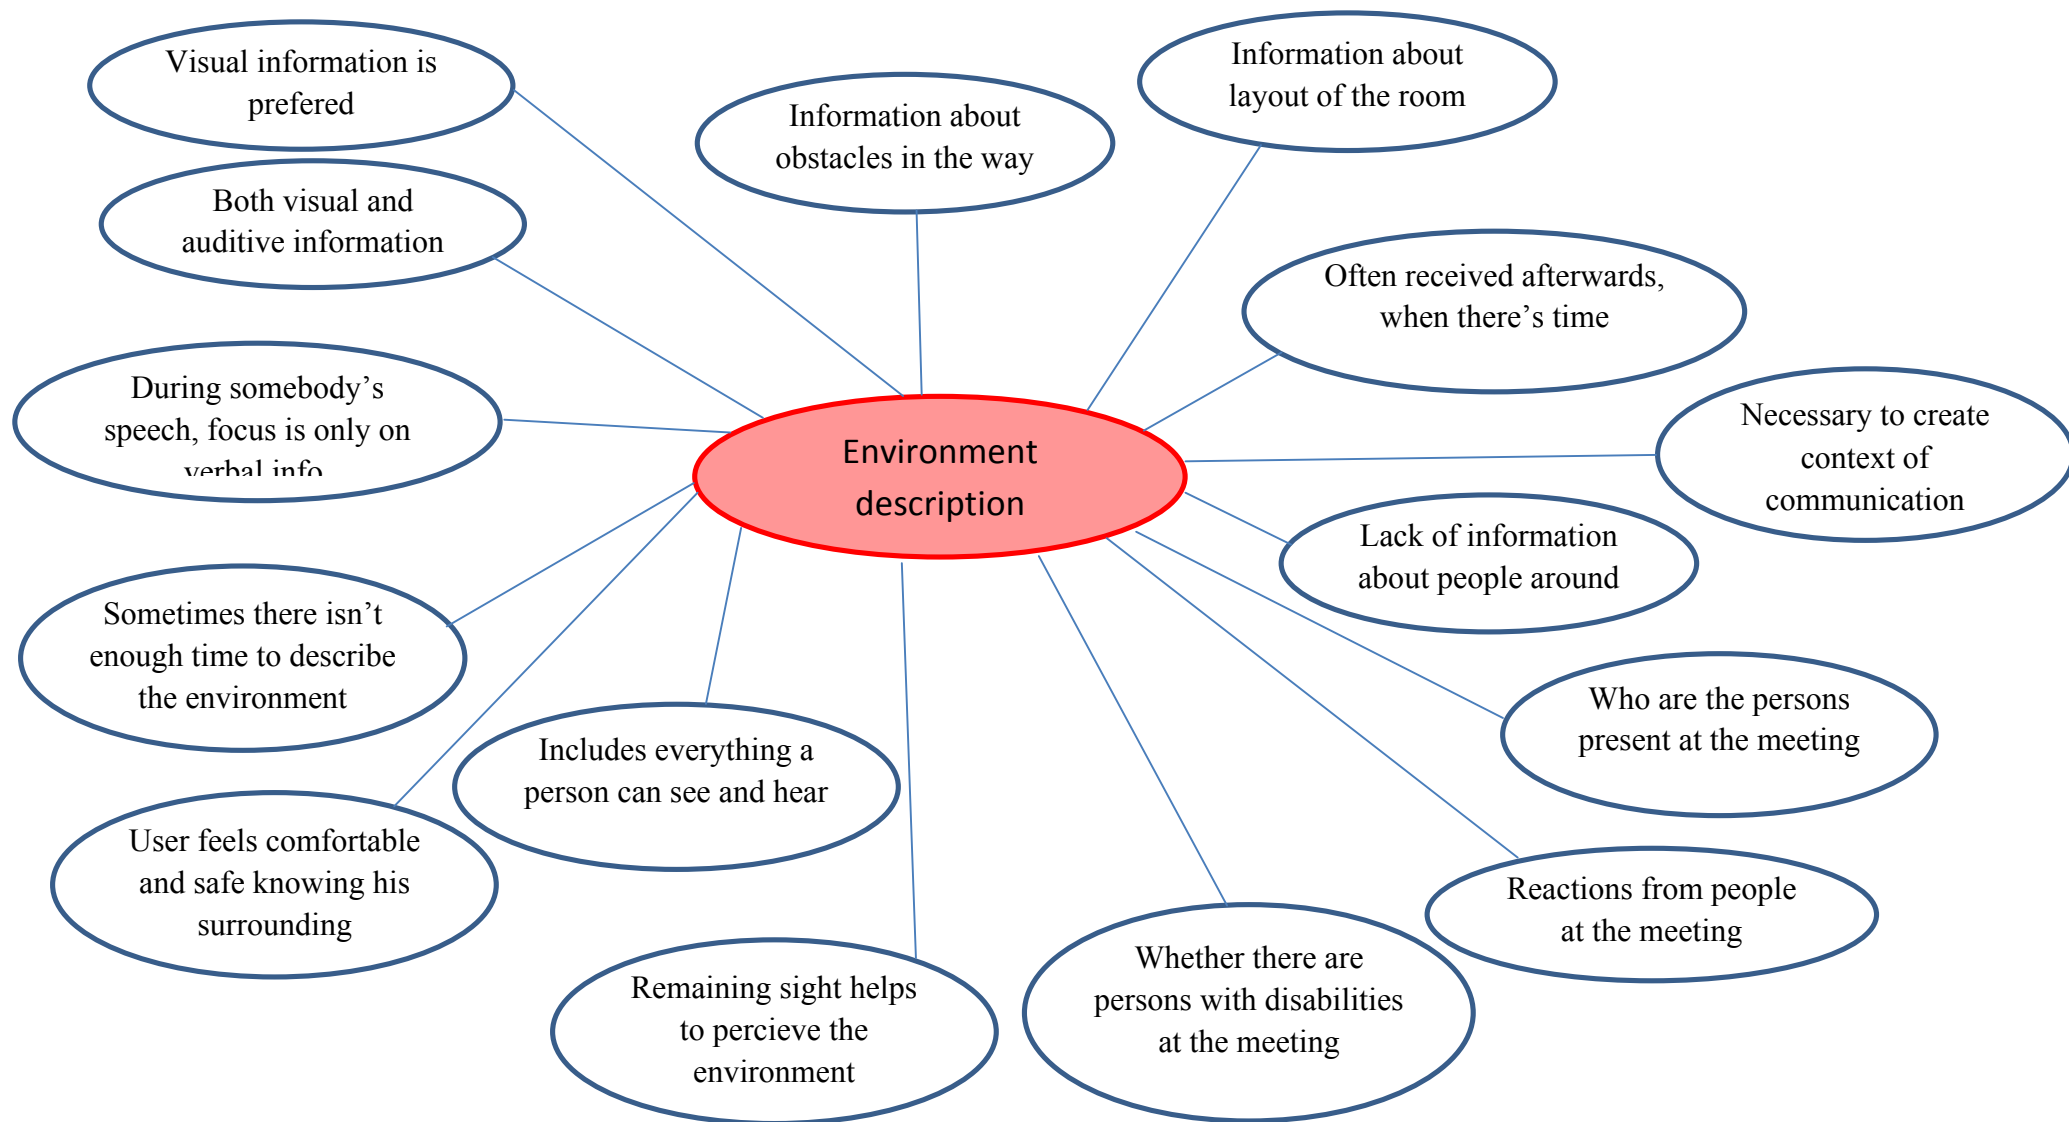 Visual information is
prefered
Information about
obstacles in the way
Information about
layout of the room
Both visual and
auditive information
Often received afterwards,
when there’s time
During somebody’s
speech, focus is only on
verbal info
Environment
description
Necessary to create
context of
communication
Lack of information
about people around
Sometimes there isn’t
enough time to describe
the environment
Who are the persons
present at the meeting
Includes everything a
person can see and hear
User feels comfortable
and safe knowing his
surrounding
Reactions from people
at the meeting
Remaining sight helps
to percieve the
environment
Whether there are
persons with disabilities
at the meeting